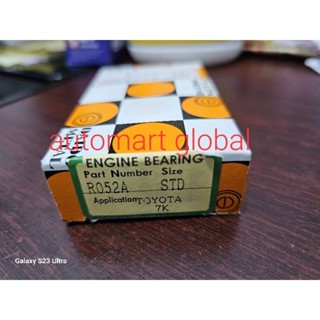 automart global
ENGINE BEARING
Part Number Size
R052A STD
Application TOYOTA
7K
Galaxy S23 Ultra